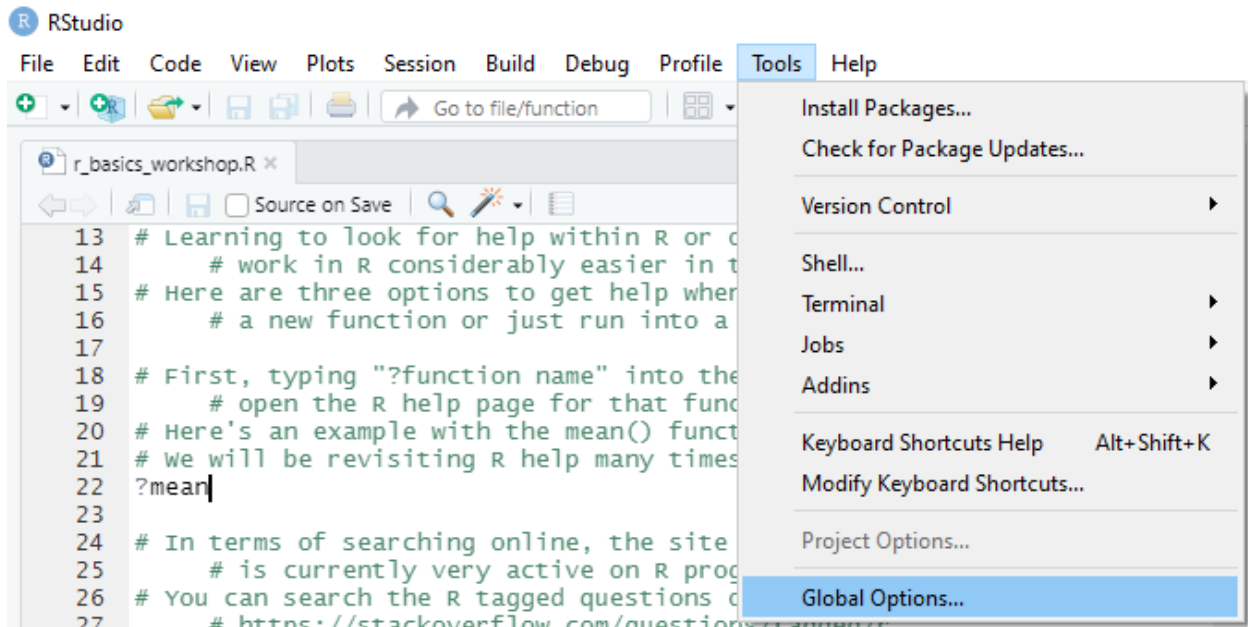 RStudio
File Edit Code View Plots Session Build Debug Profile Tools Help
Go to file/function
r_basics_workshop.R
Source on Save
13 # Learning to look for help within R or
14 # work in R considerably easier in
15 # Here are three options to get help
16 # a new function or just run into a
17
18 # First, typing "?function name" into the
19 # open the R help page for that
20 # Here's an example with the mean()
21 # We will be revisiting R help many times
22 ?mean
23
24 # In terms of searching online, the site
25 # is currently very active on R
26 # You can search the R tagged questions
27 # https://stackoverflow.com/questions/tagged/r
Install Packages...
Check for Package Updates...
Version Control
Shell...
Terminal
Jobs
Addins
Keyboard Shortcuts Help Alt+Shift+K
Modify Keyboard Shortcuts...
Project Options...
Global Options...